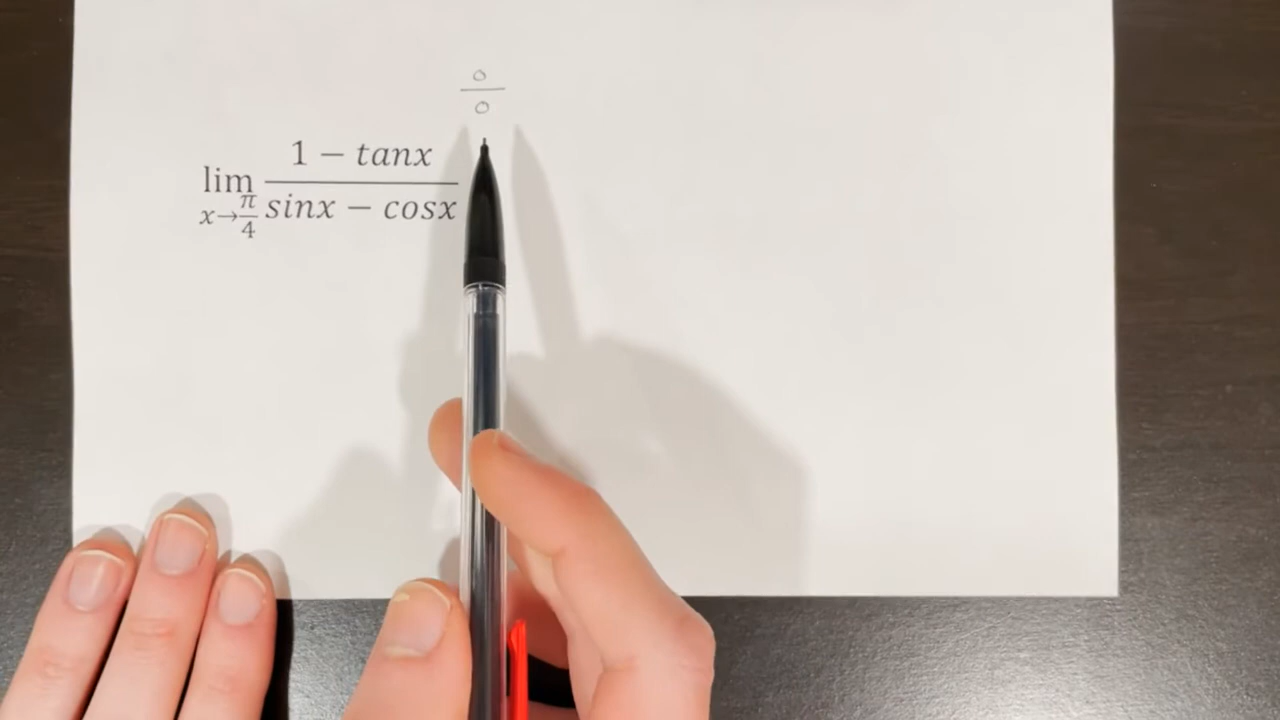 0/0
lim x→π/4 (1 − tanx)/(sinx − cosx)